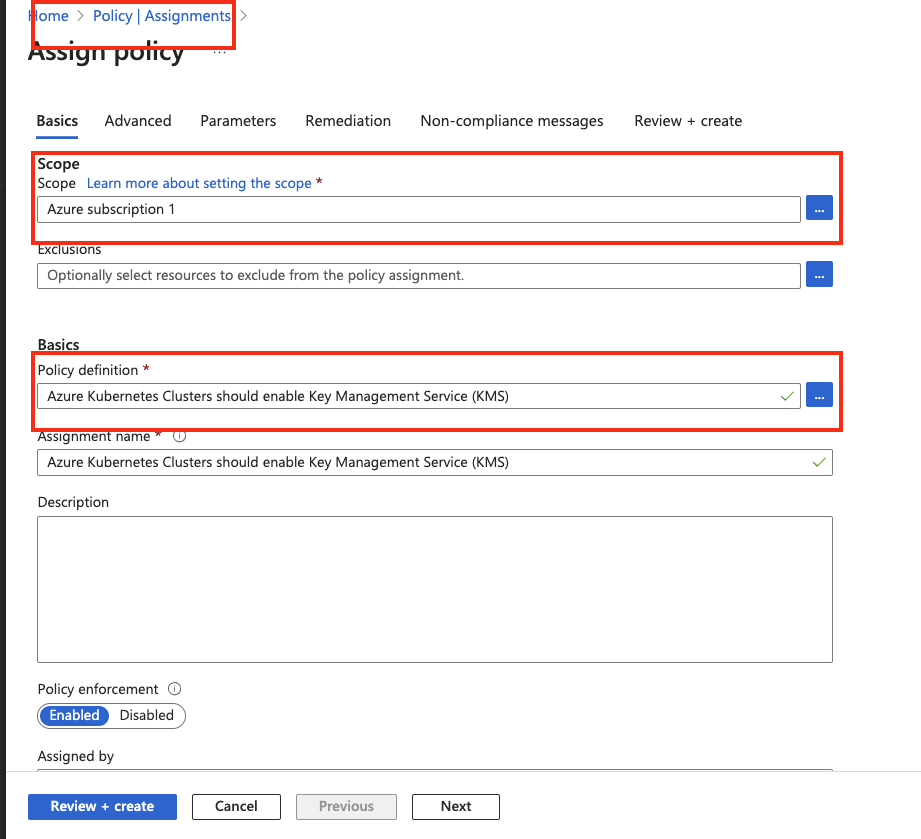 Home > Policy | Assignments >
Assign policy ...
Basics Advanced Parameters Remediation Non-compliance messages Review + create
Scope
Scope Learn more about setting the scope *
Azure subscription 1
...
Exclusions
Optionally select resources to exclude from the policy assignment.
...
Basics
Policy definition *
Azure Kubernetes Clusters should enable Key Management Service (KMS)
...
Assignment name *
Azure Kubernetes Clusters should enable Key Management Service (KMS)
Description
Policy enforcement
Enabled Disabled
Assigned by
Review + create Cancel Previous Next